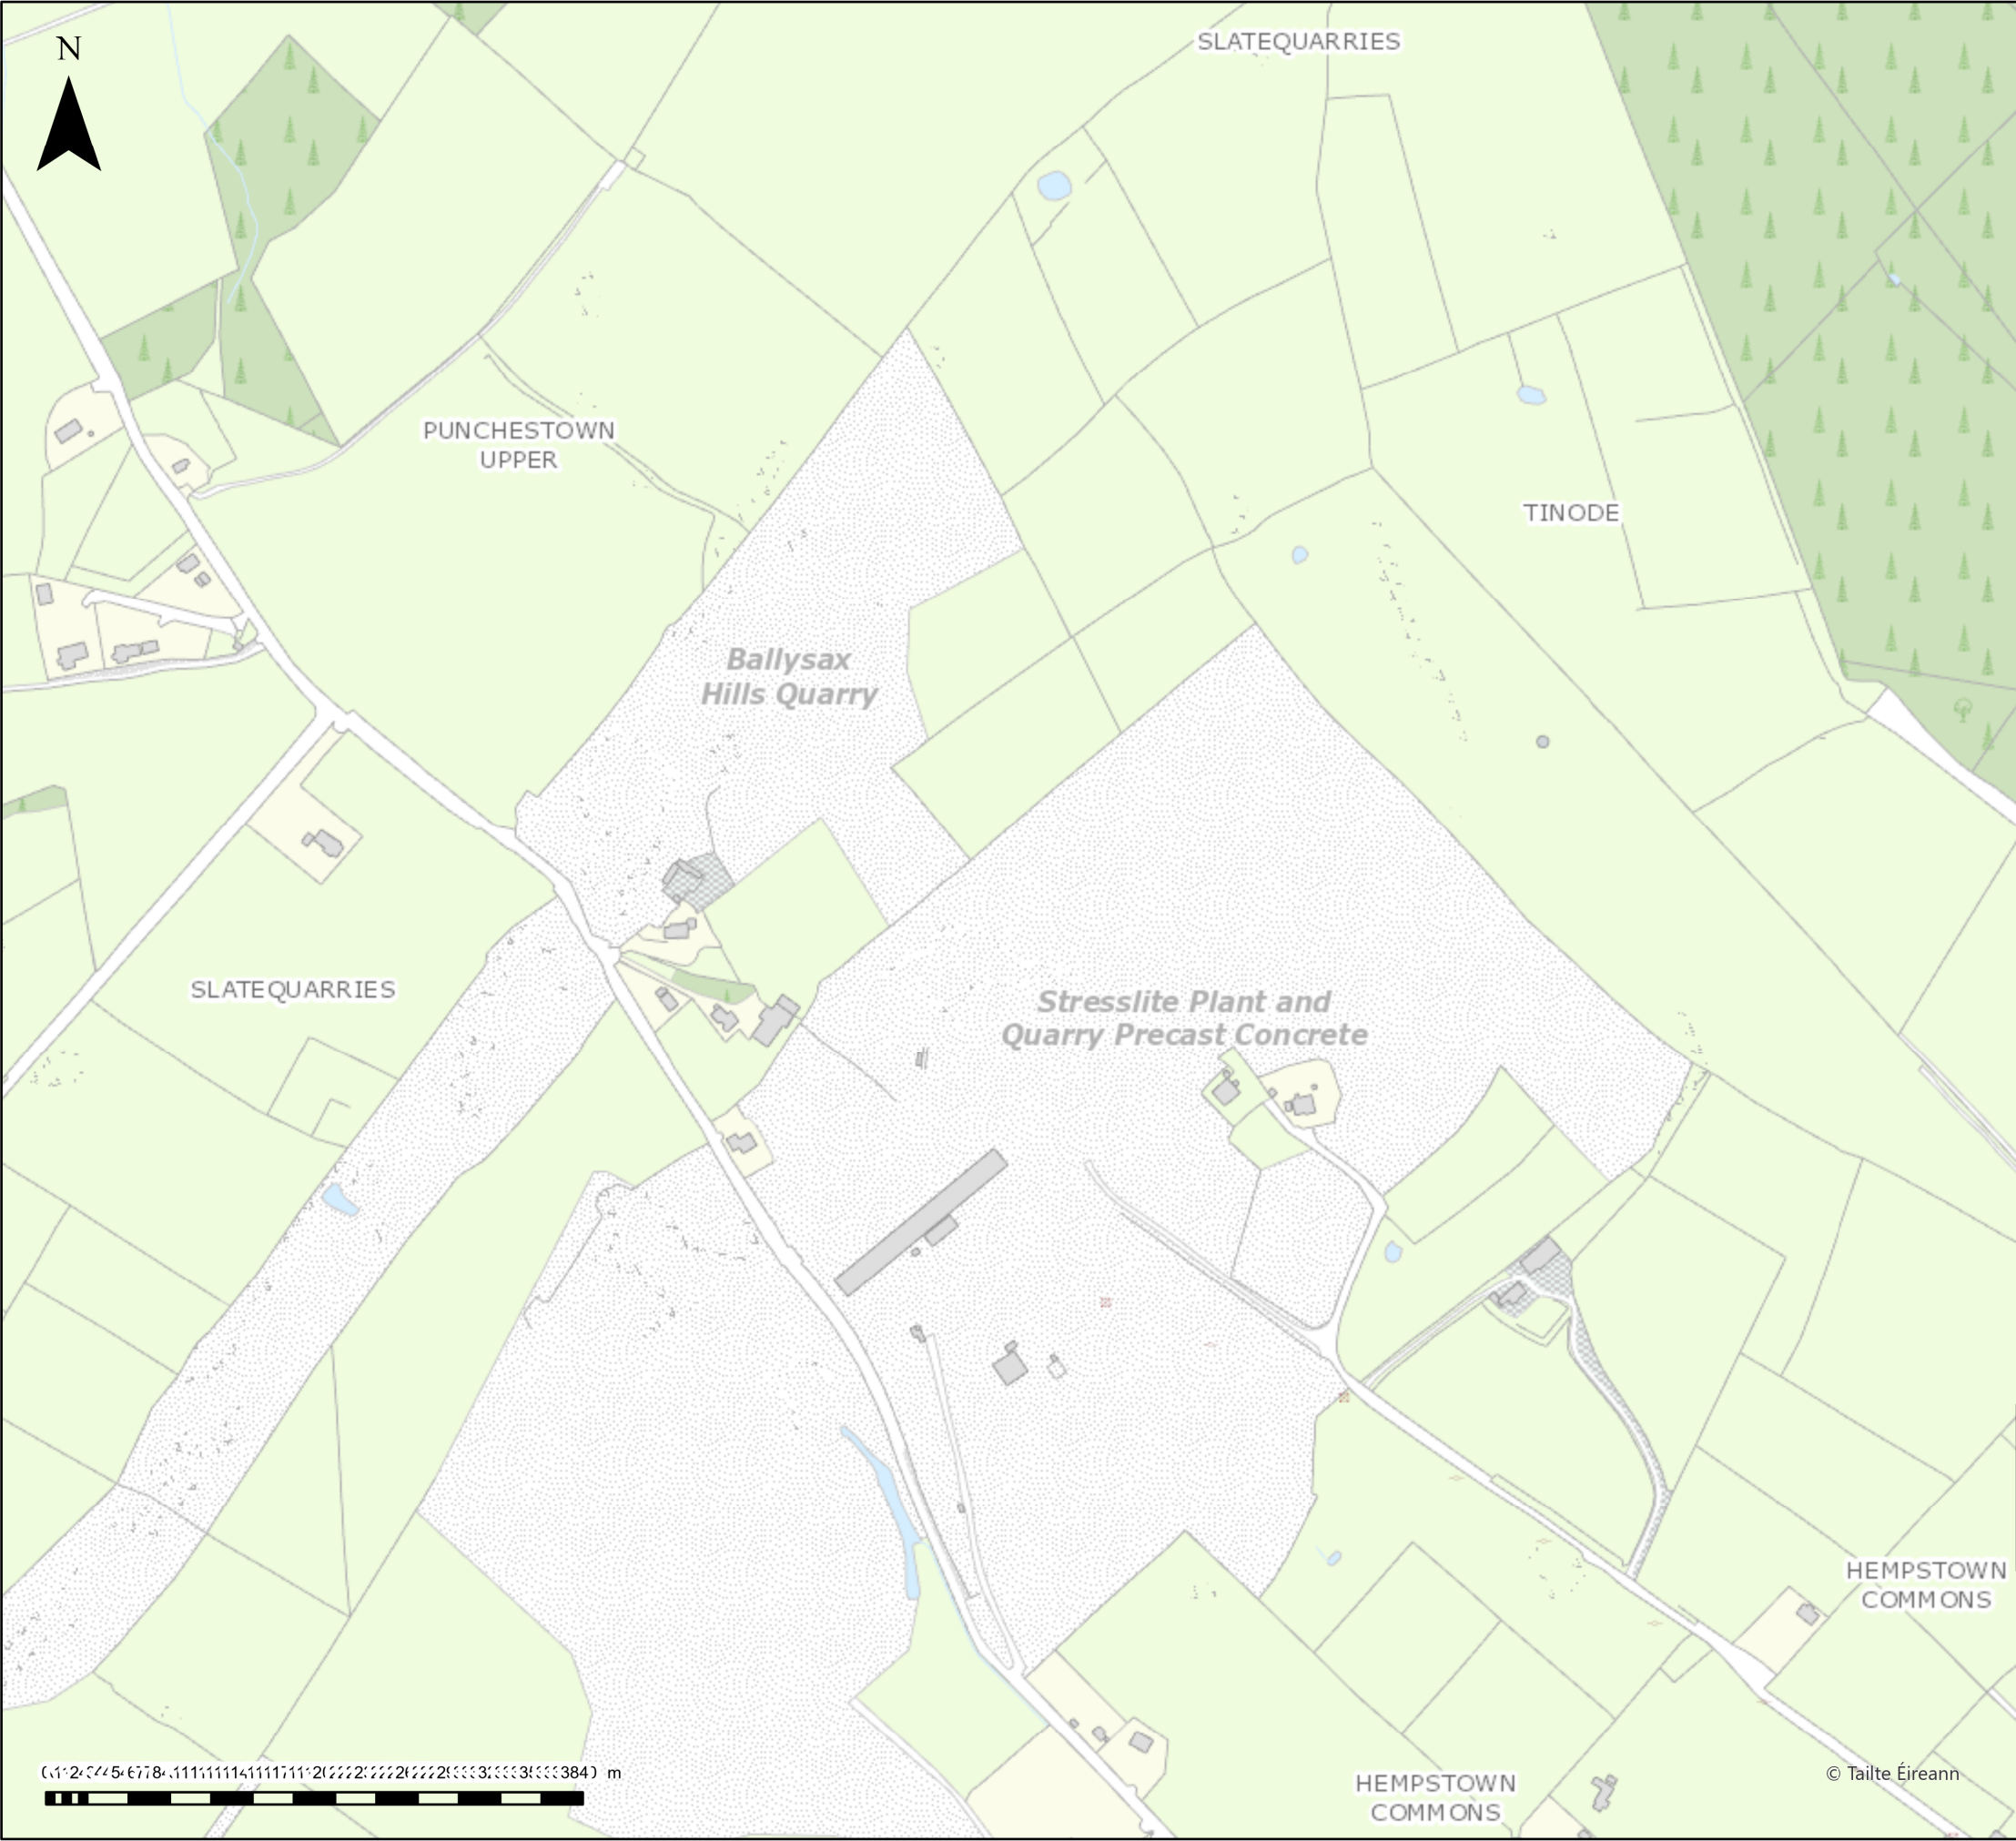 N
SLATEQUARRIES
PUNCHESTOWN
UPPER
TINODE
Ballysax
Hills Quarry
SLATEQUARRIES
Stresslite Plant and
Quarry Precast Concrete
HEMPSTOWN
COMMONS
HEMPSTOWN
COMMONS
m
© Tailte Éireann